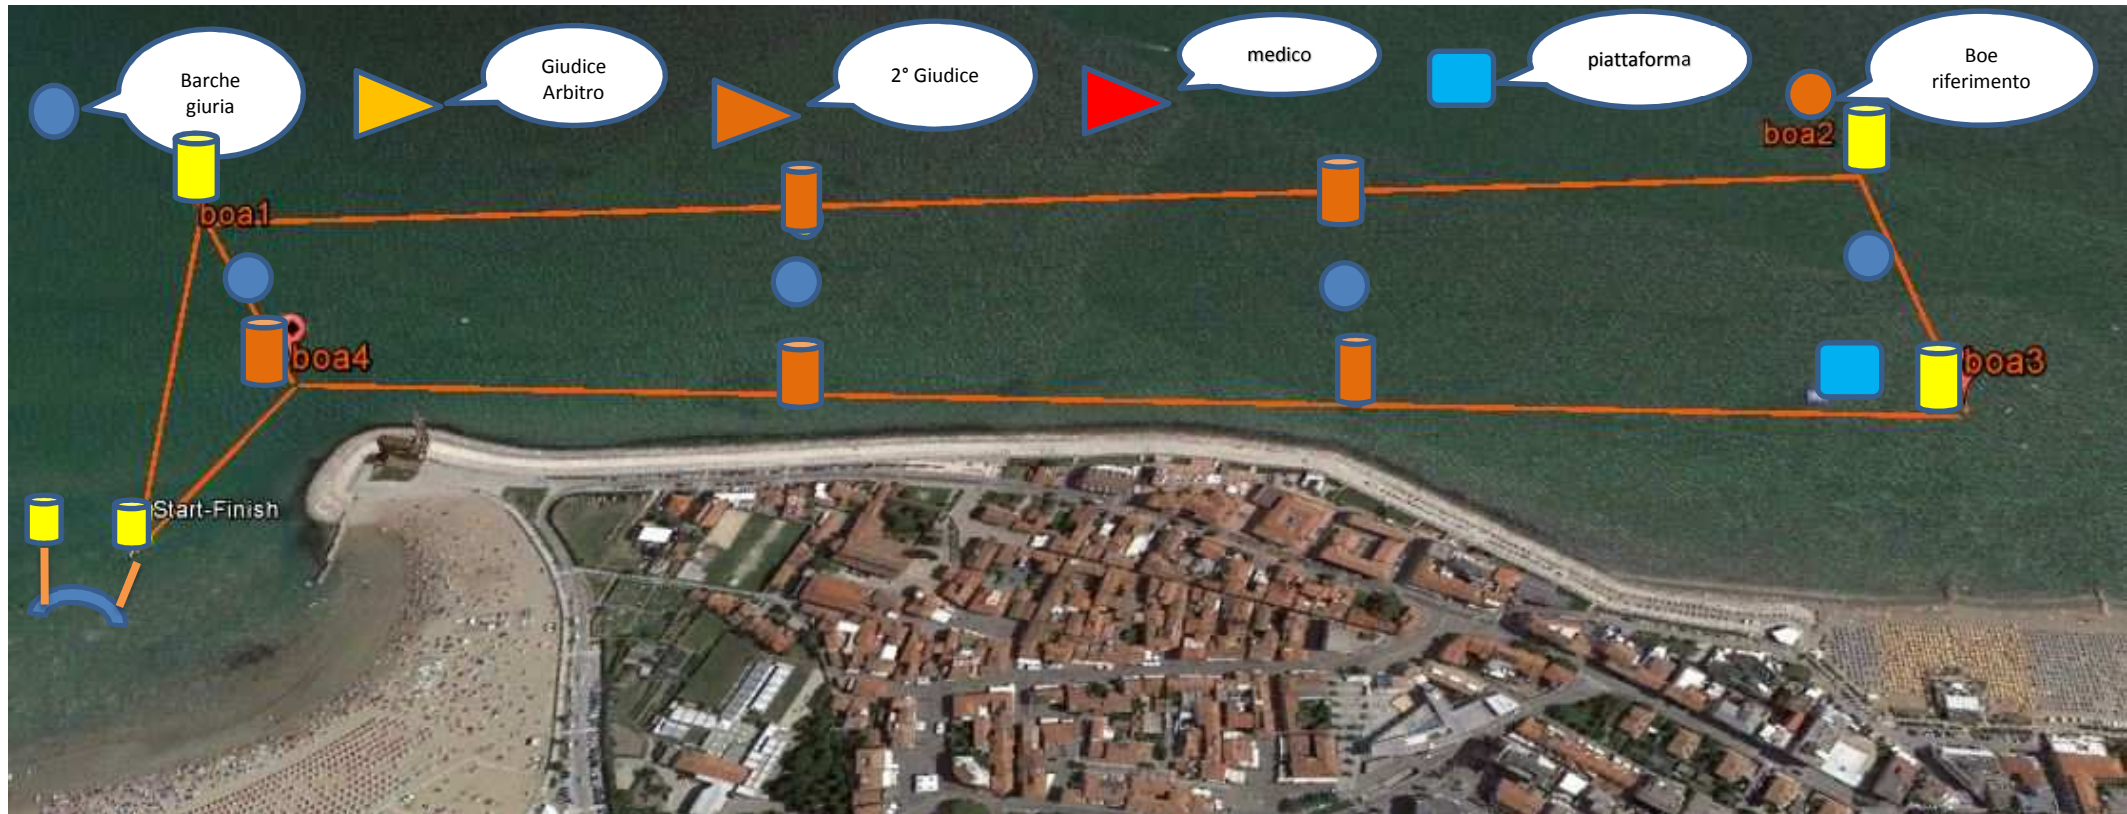 Barche
giuria
Giudice
Arbitro
2° Giudice
medico
piattaforma
Boe
riferimento
boa1
boa2
boa4
boa3
Start-Finish